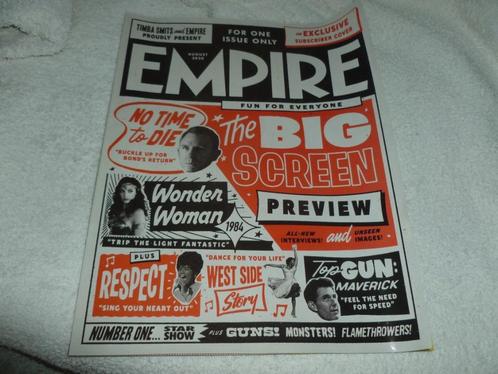 TIMBA SMITS and EMPIRE
PROUDLY PRESENT
FOR ONE
ISSUE ONLY
AN EXCLUSIVE
SUBSCRIBER COVER
AUGUST
2020
EMPIRE
FUN FOR EVERYONE
NO TIME
to DIE
"BUCKLE UP FOR
BOND'S RETURN"
The BIG
SCREEN
PREVIEW
ALL-NEW
INTERVIEWS!
and
UNSEEN
IMAGES!
Wonder
Woman
1984
"TRIP THE LIGHT FANTASTIC"
PLUS
RESPECT
"SING YOUR HEART OUT"
"DANCE FOR YOUR LIFE"
WEST SIDE
Story
Top GUN:
MAVERICK
"FEEL THE NEED
FOR SPEED"
NUMBER ONE... STAR SHOW PLUS GUNS! MONSTERS! FLAMETHROWERS!